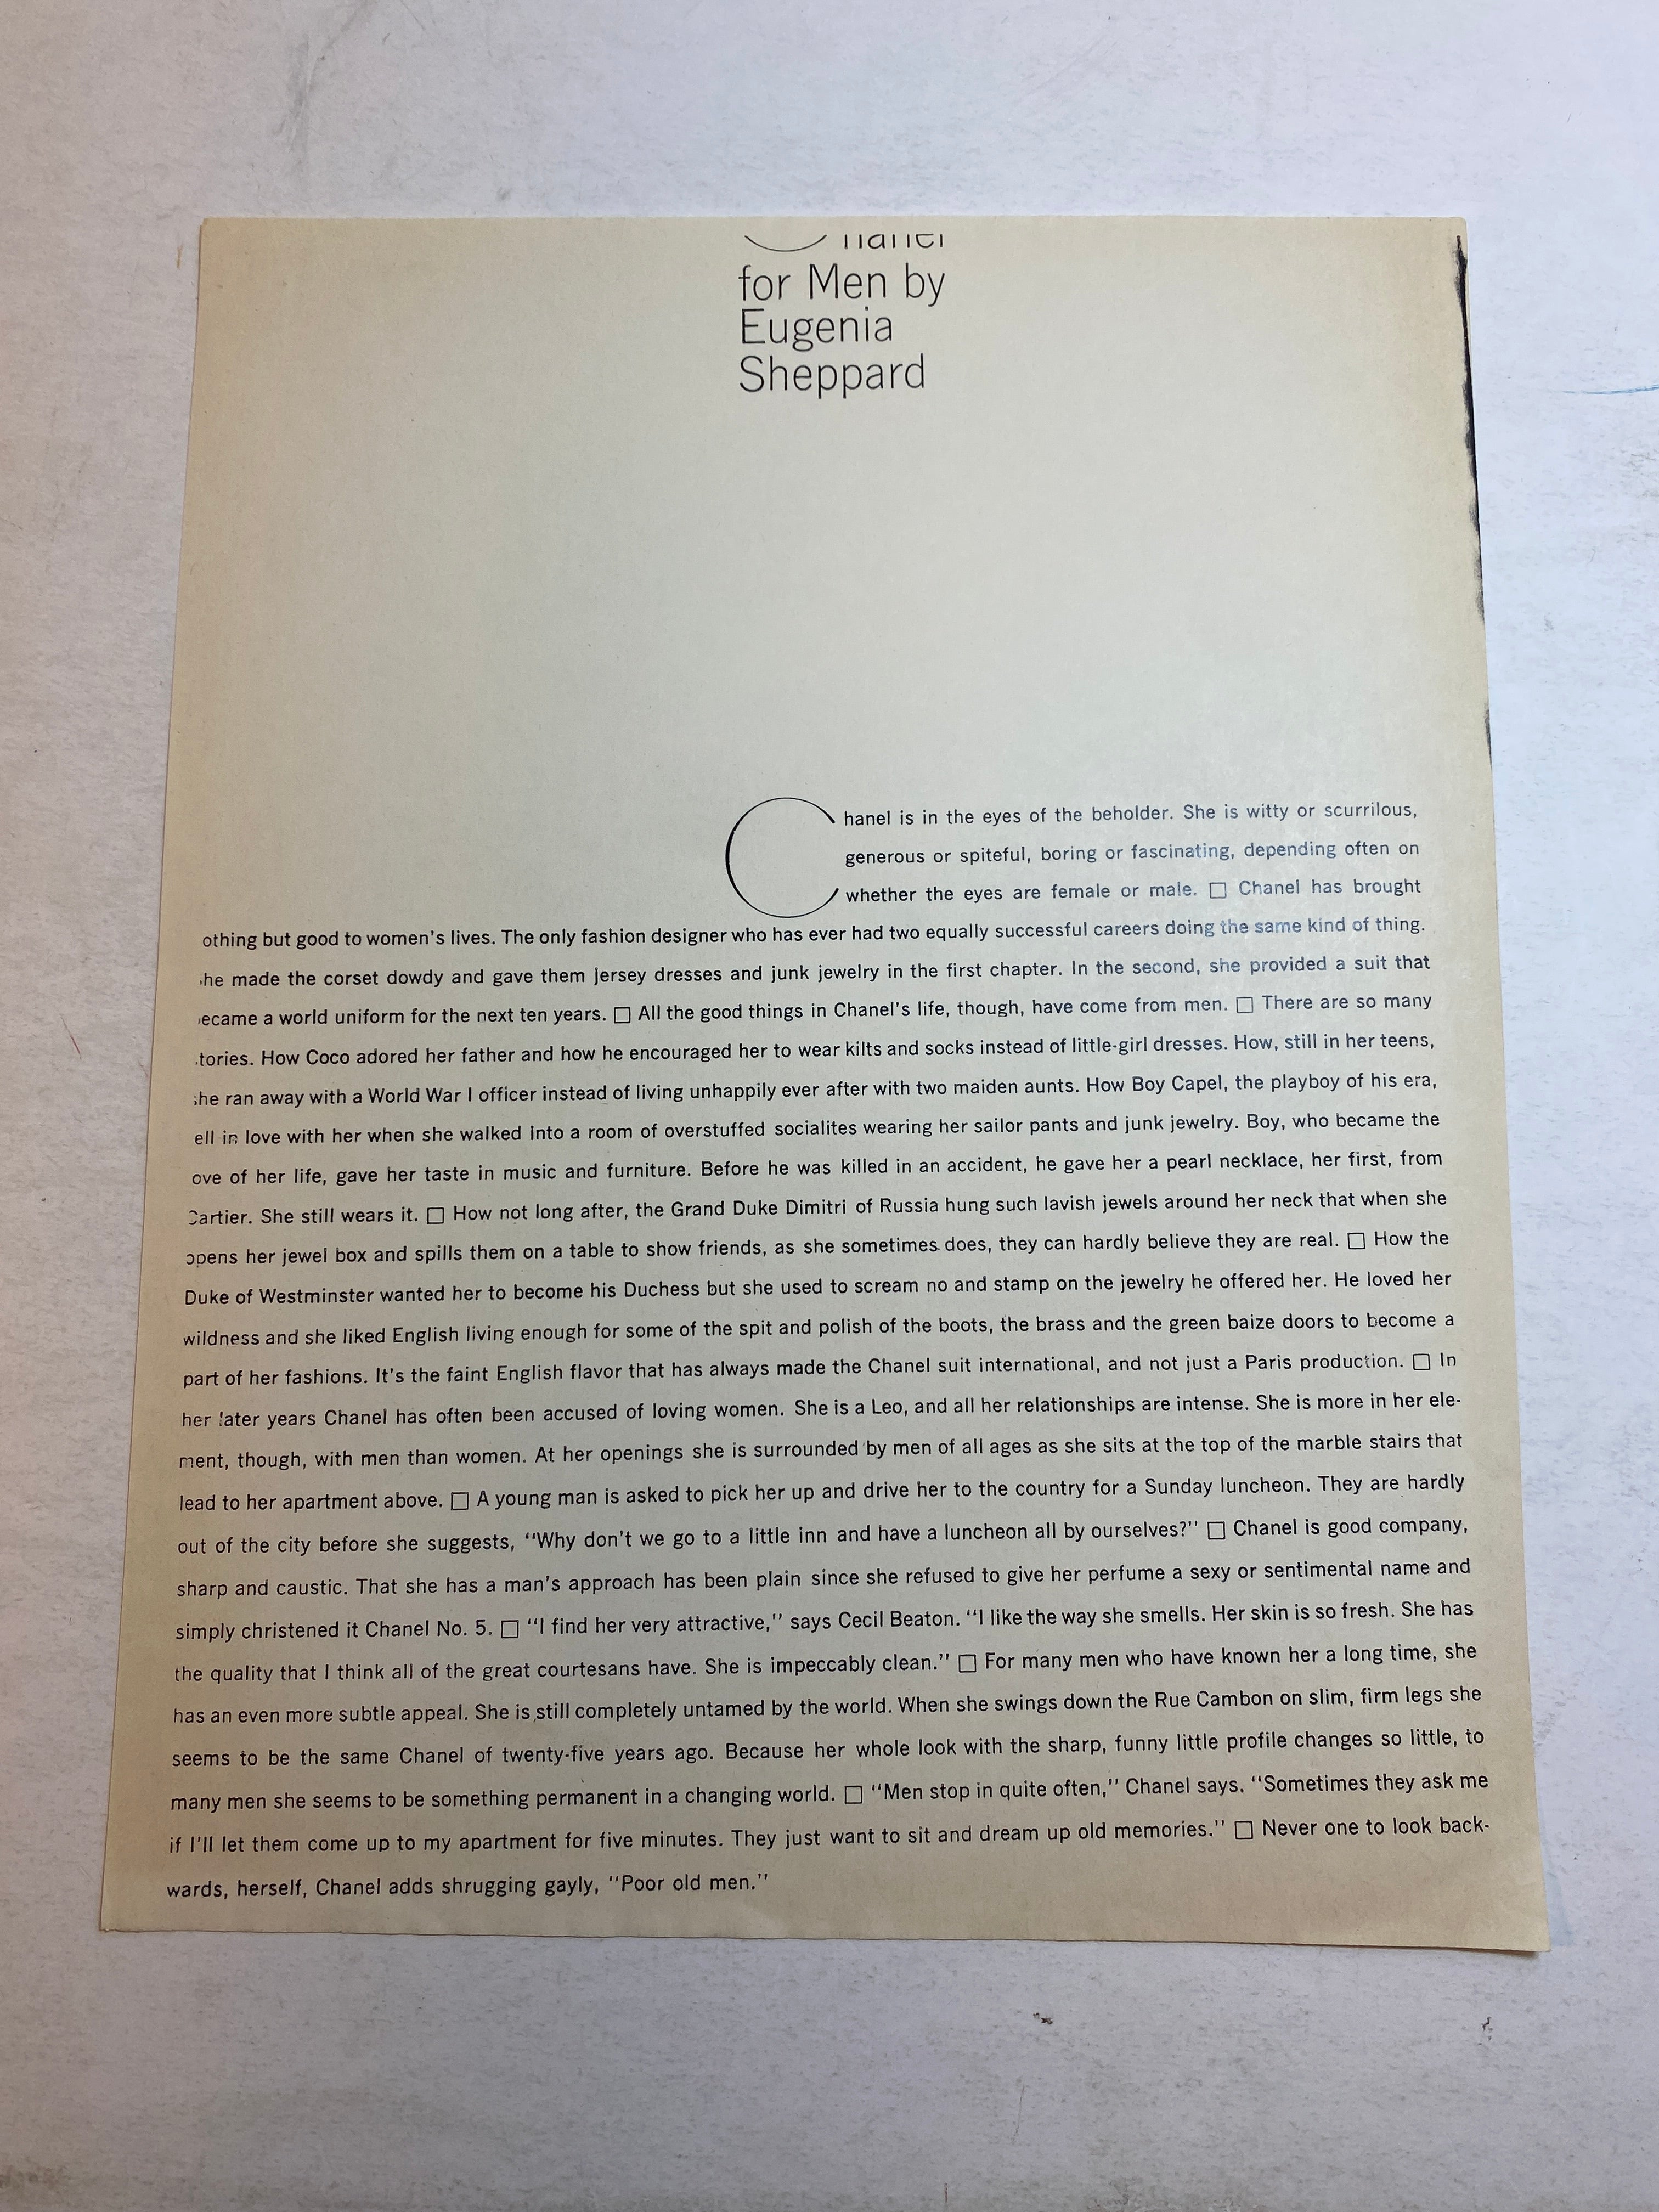 Chanel
for Men by
Eugenia
Sheppard
Chanel is in the eyes of the beholder. She is witty or scurrilous,
generous or spiteful, boring or fascinating, depending often on
whether the eyes are female or male. □ Chanel has brought
othing but good to women's lives. The only fashion designer who has ever had two equally successful careers doing the same kind of thing.
he made the corset dowdy and gave them jersey dresses and junk jewelry in the first chapter. In the second, she provided a suit that
ecame a world uniform for the next ten years. □ All the good things in Chanel's life, though, have come from men. □ There are so many
tories. How Coco adored her father and how he encouraged her to wear kilts and socks instead of little-girl dresses. How, still in her teens,
she ran away with a World War I officer instead of living unhappily ever after with two maiden aunts. How Boy Capel, the playboy of his era,
ell in love with her when she walked into a room of overstuffed socialites wearing her sailor pants and junk jewelry. Boy, who became the
ove of her life, gave her taste in music and furniture. Before he was killed in an accident, he gave her a pearl necklace, her first, from
Cartier. She still wears it. □ How not long after, the Grand Duke Dimitri of Russia hung such lavish jewels around her neck that when she
opens her jewel box and spills them on a table to show friends, as she sometimes does, they can hardly believe they are real. □ How the
Duke of Westminster wanted her to become his Duchess but she used to scream no and stamp on the jewelry he offered her. He loved her
wildness and she liked English living enough for some of the spit and polish of the boots, the brass and the green baize doors to become a
part of her fashions. It's the faint English flavor that has always made the Chanel suit international, and not just a Paris production. □ In
her later years Chanel has often been accused of loving women. She is a Leo, and all her relationships are intense. She is more in her ele-
ment, though, with men than women. At her openings she is surrounded by men of all ages as she sits at the top of the marble stairs that
lead to her apartment above. □ A young man is asked to pick her up and drive her to the country for a Sunday luncheon. They are hardly
out of the city before she suggests, "Why don't we go to a little inn and have a luncheon all by ourselves?" □ Chanel is good company,
sharp and caustic. That she has a man's approach has been plain since she refused to give her perfume a sexy or sentimental name and
simply christened it Chanel No. 5. □ "I find her very attractive," says Cecil Beaton. "I like the way she smells. Her skin is so fresh. She has
the quality that I think all of the great courtesans have. She is impeccably clean." □ For many men who have known her a long time, she
has an even more subtle appeal. She is still completely untamed by the world. When she swings down the Rue Cambon on slim, firm legs she
seems to be the same Chanel of twenty-five years ago. Because her whole look with the sharp, funny little profile changes so little, to
many men she seems to be something permanent in a changing world. □ "Men stop in quite often," Chanel says. "Sometimes they ask me
if I'll let them come up to my apartment for five minutes. They just want to sit and dream up old memories." □ Never one to look back-
wards, herself, Chanel adds shrugging gayly, "Poor old men."